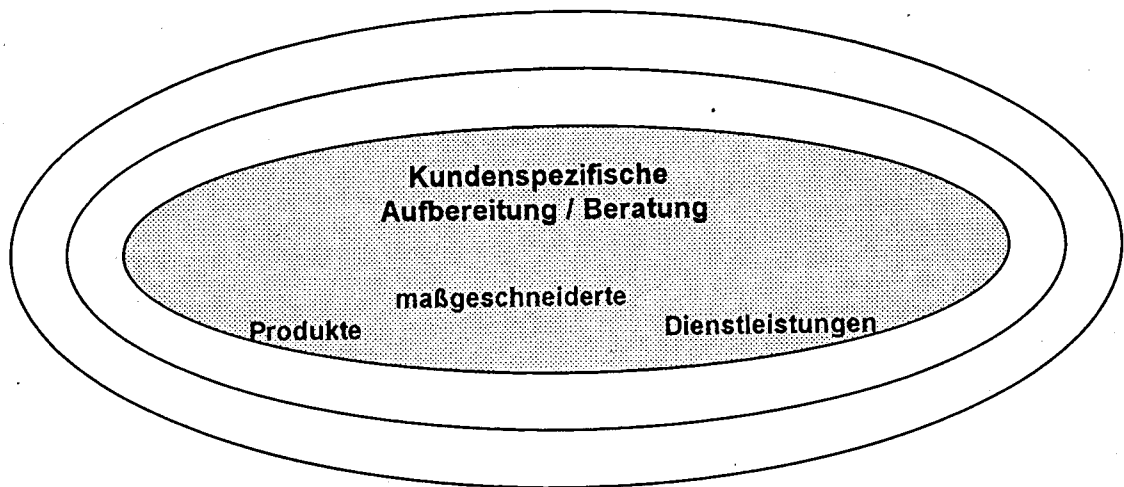 Kundenspezifische
Aufbereitung / Beratung
maßgeschneiderte
Produkte
Dienstleistungen